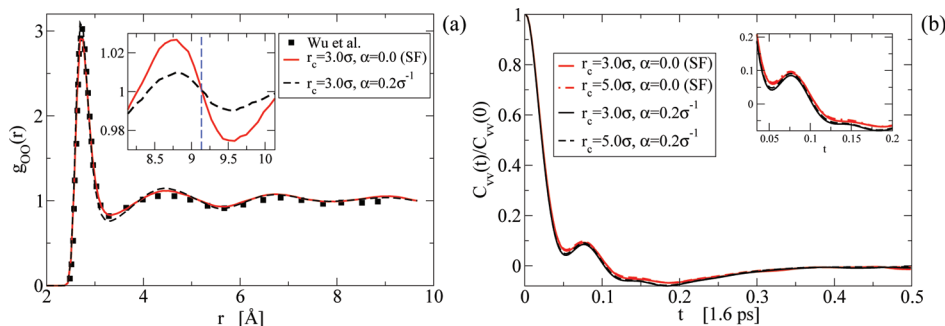 (a)
3
2
1
0
g_OO(r)
2
4
6
8
10
r [Å]
1.02
1
0.98
8.5
9
9.5
10
Wu et al.
r_c=3.0σ, α=0.0 (SF)
r_c=3.0σ, α=0.2σ⁻¹
(b)
1
0.8
0.6
0.4
0.2
0
C_vv(t)/C_vv(0)
0
0.1
0.2
0.3
0.4
0.5
t [1.6 ps]
r_c=3.0σ, α=0.0 (SF)
r_c=5.0σ, α=0.0 (SF)
r_c=3.0σ, α=0.2σ⁻¹
r_c=5.0σ, α=0.2σ⁻¹
0.2
0.1
0
0.04
0.08
0.12
0.16
0.2
t